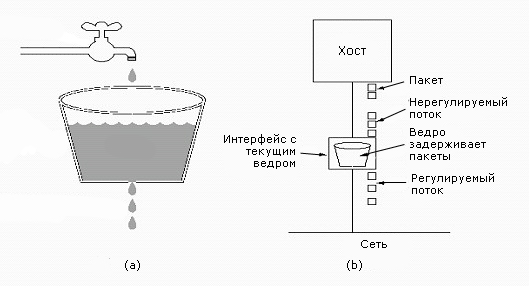 Хост
Пакет
Нерегулируемый
поток
Ведро
задерживает
пакеты
Интерфейс с
текущим
ведром
Регулируемый
поток
Сеть
(a)
(b)